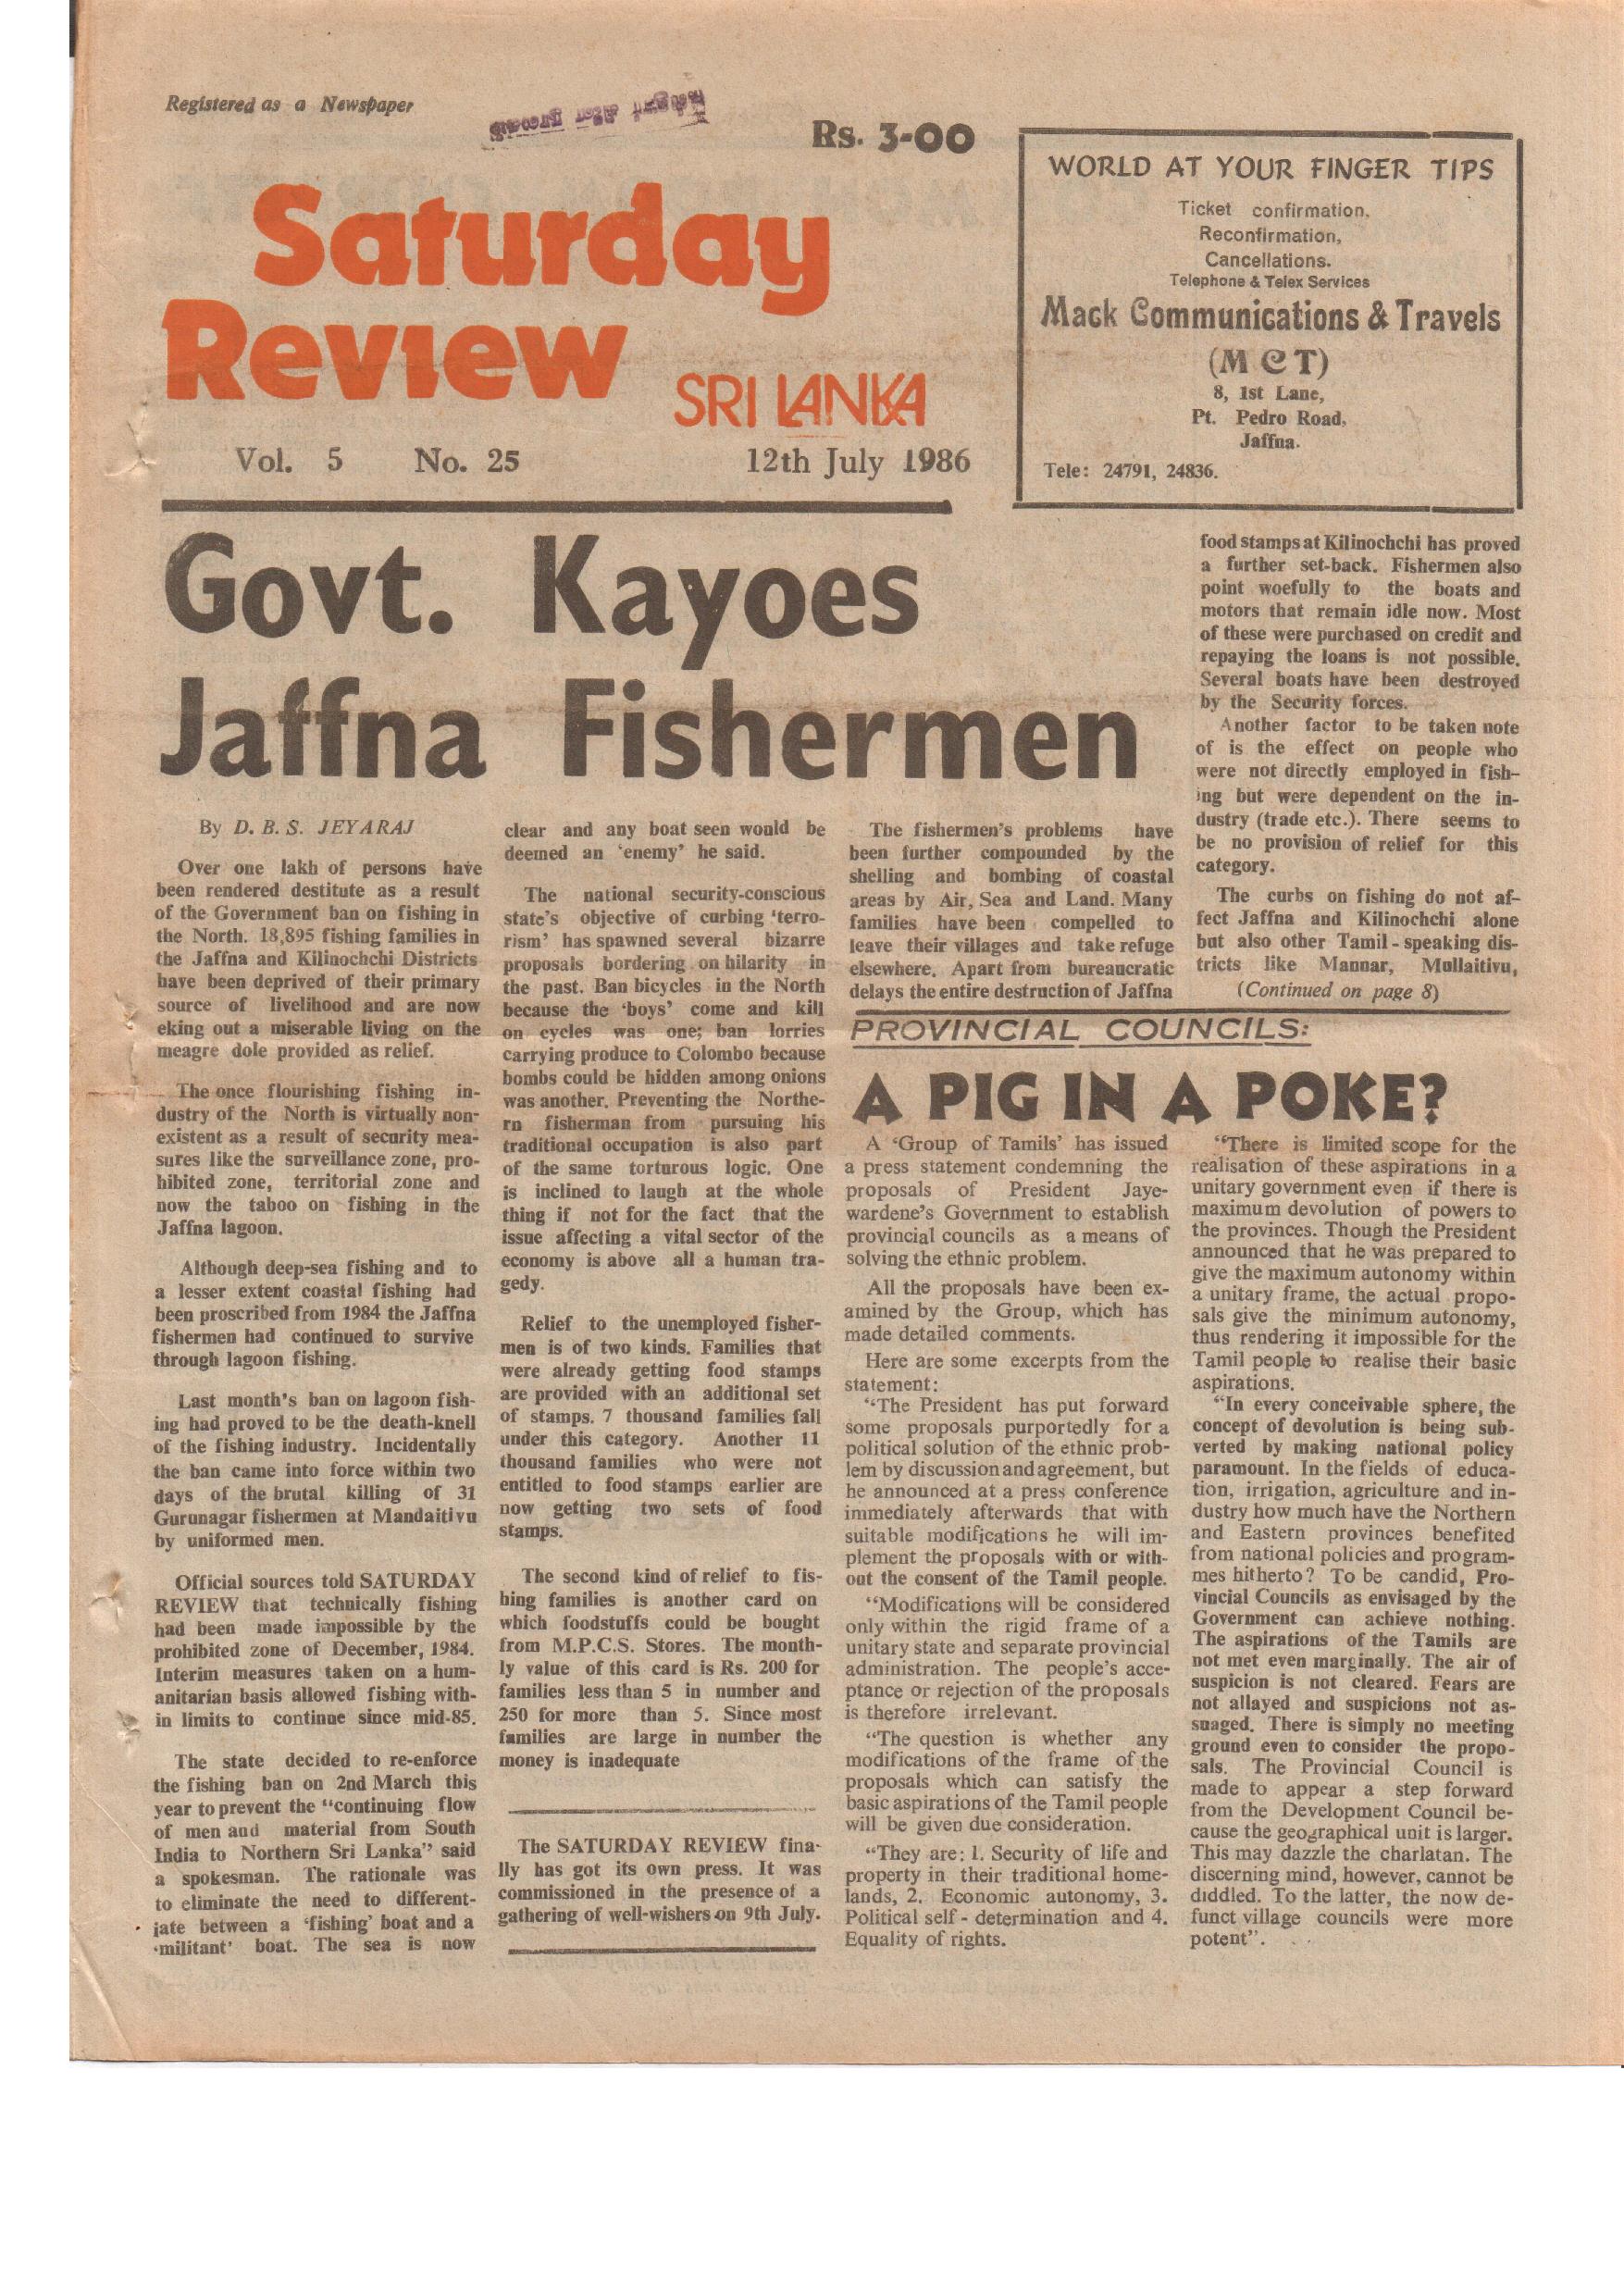 Registered as a Newspaper
Rs. 3-00
Saturday
Review
SRI LANKA
Vol. 5 No. 25 12th July 1986
WORLD AT YOUR FINGER TIPS
Ticket confirmation,
Reconfirmation,
Cancellations.
Telephone & Telex Services
Mack Communications & Travels
(M C T)
8, 1st Lane,
Pt. Pedro Road,
Jaffna.
Tele: 24791, 24836.
Govt. Kayoes
Jaffna Fishermen
By D. B. S. JEYARAJ
Over one lakh of persons have
been rendered destitute as a result
of the Government ban on fishing in
the North. 18,895 fishing families in
the Jaffna and Kilinochchi Districts
have been deprived of their primary
source of livelihood and are now
eking out a miserable living on the
meagre dole provided as relief.
The once flourishing fishing in-
dustry of the North is virtually non-
existent as a result of security mea-
sures like the surveillance zone, pro-
hibited zone, territorial zone and
now the taboo on fishing in the
Jaffna lagoon.
Although deep-sea fishing and to
a lesser extent coastal fishing had
been proscribed from 1984 the Jaffna
fishermen had continued to survive
through lagoon fishing.
Last month's ban on lagoon fish-
ing had proved to be the death-knell
of the fishing industry. Incidentally
the ban came into force within two
days of the brutal killing of 31
Gurunagar fishermen at Mandaitivu
by uniformed men.
Official sources told SATURDAY
REVIEW that technically fishing
had been made impossible by the
prohibited zone of December, 1984.
Interim measures taken on a hum-
anitarian basis allowed fishing with-
in limits to continue since mid-85.
The state decided to re-enforce
the fishing ban on 2nd March this
year to prevent the "continuing flow
of men and material from South
India to Northern Sri Lanka" said
a spokesman. The rationale was
to eliminate the need to different-
iate between a 'fishing' boat and a
'militant' boat. The sea is now
clear and any boat seen would be
deemed an 'enemy' he said.
The national security-conscious
state's objective of curbing 'terro-
rism' has spawned several bizarre
proposals bordering on hilarity in
the past. Ban bicycles in the North
because the 'boys' come and kill
on cycles was one; ban lorries
carrying produce to Colombo because
bombs could be hidden among onions
was another. Preventing the Northe-
rn fisherman from pursuing his
traditional occupation is also part
of the same torturous logic. One
is inclined to laugh at the whole
thing if not for the fact that the
issue affecting a vital sector of the
economy is above all a human tra-
gedy.
Relief to the unemployed fisher-
men is of two kinds. Families that
were already getting food stamps
are provided with an additional set
of stamps. 7 thousand families fall
under this category. Another 11
thousand families who were not
entitled to food stamps earlier are
now getting two sets of food
stamps.
The second kind of relief to fis-
hing families is another card on
which foodstuffs could be bought
from M.P.C.S. Stores. The month-
ly value of this card is Rs. 200 for
families less than 5 in number and
250 for more than 5. Since most
families are large in number the
money is inadequate
The SATURDAY REVIEW fina-
lly has got its own press. It was
commissioned in the presence of a
gathering of well-wishers on 9th July.
The fishermen's problems have
been further compounded by the
shelling and bombing of coastal
areas by Air, Sea and Land. Many
families have been compelled to
leave their villages and take refuge
elsewhere. Apart from bureaucratic
delays the entire destruction of Jaffna
food stamps at Kilinochchi has proved
a further set-back. Fishermen also
point woefully to the boats and
motors that remain idle now. Most
of these were purchased on credit and
repaying the loans is not possible.
Several boats have been destroyed
by the Security forces.
Another factor to be taken note
of is the effect on people who
were not directly employed in fish-
ing but were dependent on the in-
dustry (trade etc.). There seems to
be no provision of relief for this
category.
The curbs on fishing do not af-
fect Jaffna and Kilinochchi alone
but also other Tamil - speaking dis-
tricts like Mannar, Mullaitivu,
(Continued on page 8)
PROVINCIAL COUNCILS:
A PIG IN A POKE?
A 'Group of Tamils' has issued
a press statement condemning the
proposals of President Jaye-
wardene's Government to establish
provincial councils as a means of
solving the ethnic problem.
All the proposals have been ex-
amined by the Group, which has
made detailed comments.
Here are some excerpts from the
statement:
"The President has put forward
some proposals purportedly for a
political solution of the ethnic prob-
lem by discussion and agreement, but
he announced at a press conference
immediately afterwards that with
suitable modifications he will im-
plement the proposals with or with-
out the consent of the Tamil people.
"Modifications will be considered
only within the rigid frame of a
unitary state and separate provincial
administration. The people's acce-
ptance or rejection of the proposals
is therefore irrelevant.
"The question is whether any
modifications of the frame of the
proposals which can satisfy the
basic aspirations of the Tamil people
will be given due consideration.
"They are: 1. Security of life and
property in their traditional home-
lands, 2. Economic autonomy, 3.
Political self - determination and 4.
Equality of rights.
"There is limited scope for the
realisation of these aspirations in a
unitary government even if there is
maximum devolution of powers to
the provinces. Though the President
announced that he was prepared to
give the maximum autonomy within
a unitary frame, the actual propo-
sals give the minimum autonomy,
thus rendering it impossible for the
Tamil people to realise their basic
aspirations.
"In every conceivable sphere, the
concept of devolution is being sub-
verted by making national policy
paramount. In the fields of educa-
tion, irrigation, agriculture and in-
dustry how much have the Northern
and Eastern provinces benefited
from national policies and program-
mes hitherto? To be candid, Pro-
vincial Councils as envisaged by the
Government can achieve nothing.
The aspirations of the Tamils are
not met even marginally. The air of
suspicion is not cleared. Fears are
not allayed and suspicions not as-
suaged. There is simply no meeting
ground even to consider the propo-
sals. The Provincial Council is
made to appear a step forward
from the Development Council be-
cause the geographical unit is larger.
This may dazzle the charlatan. The
discerning mind, however, cannot be
diddled. To the latter, the now de-
funct village councils were more
potent".